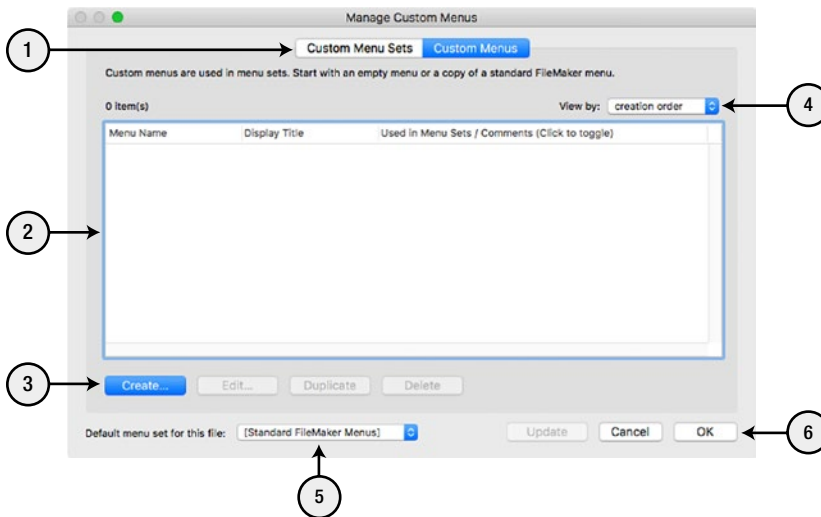 Manage Custom Menus
1
Custom Menu Sets Custom Menus
Custom menus are used in menu sets. Start with an empty menu or a copy of a standard FileMaker menu.
0 item(s) View by: creation order 4
Menu Name Display Title Used in Menu Sets / Comments (Click to toggle)
2
3 Create... Edit... Duplicate Delete
Default menu set for this file: [Standard FileMaker Menus] Update Cancel OK 6
5